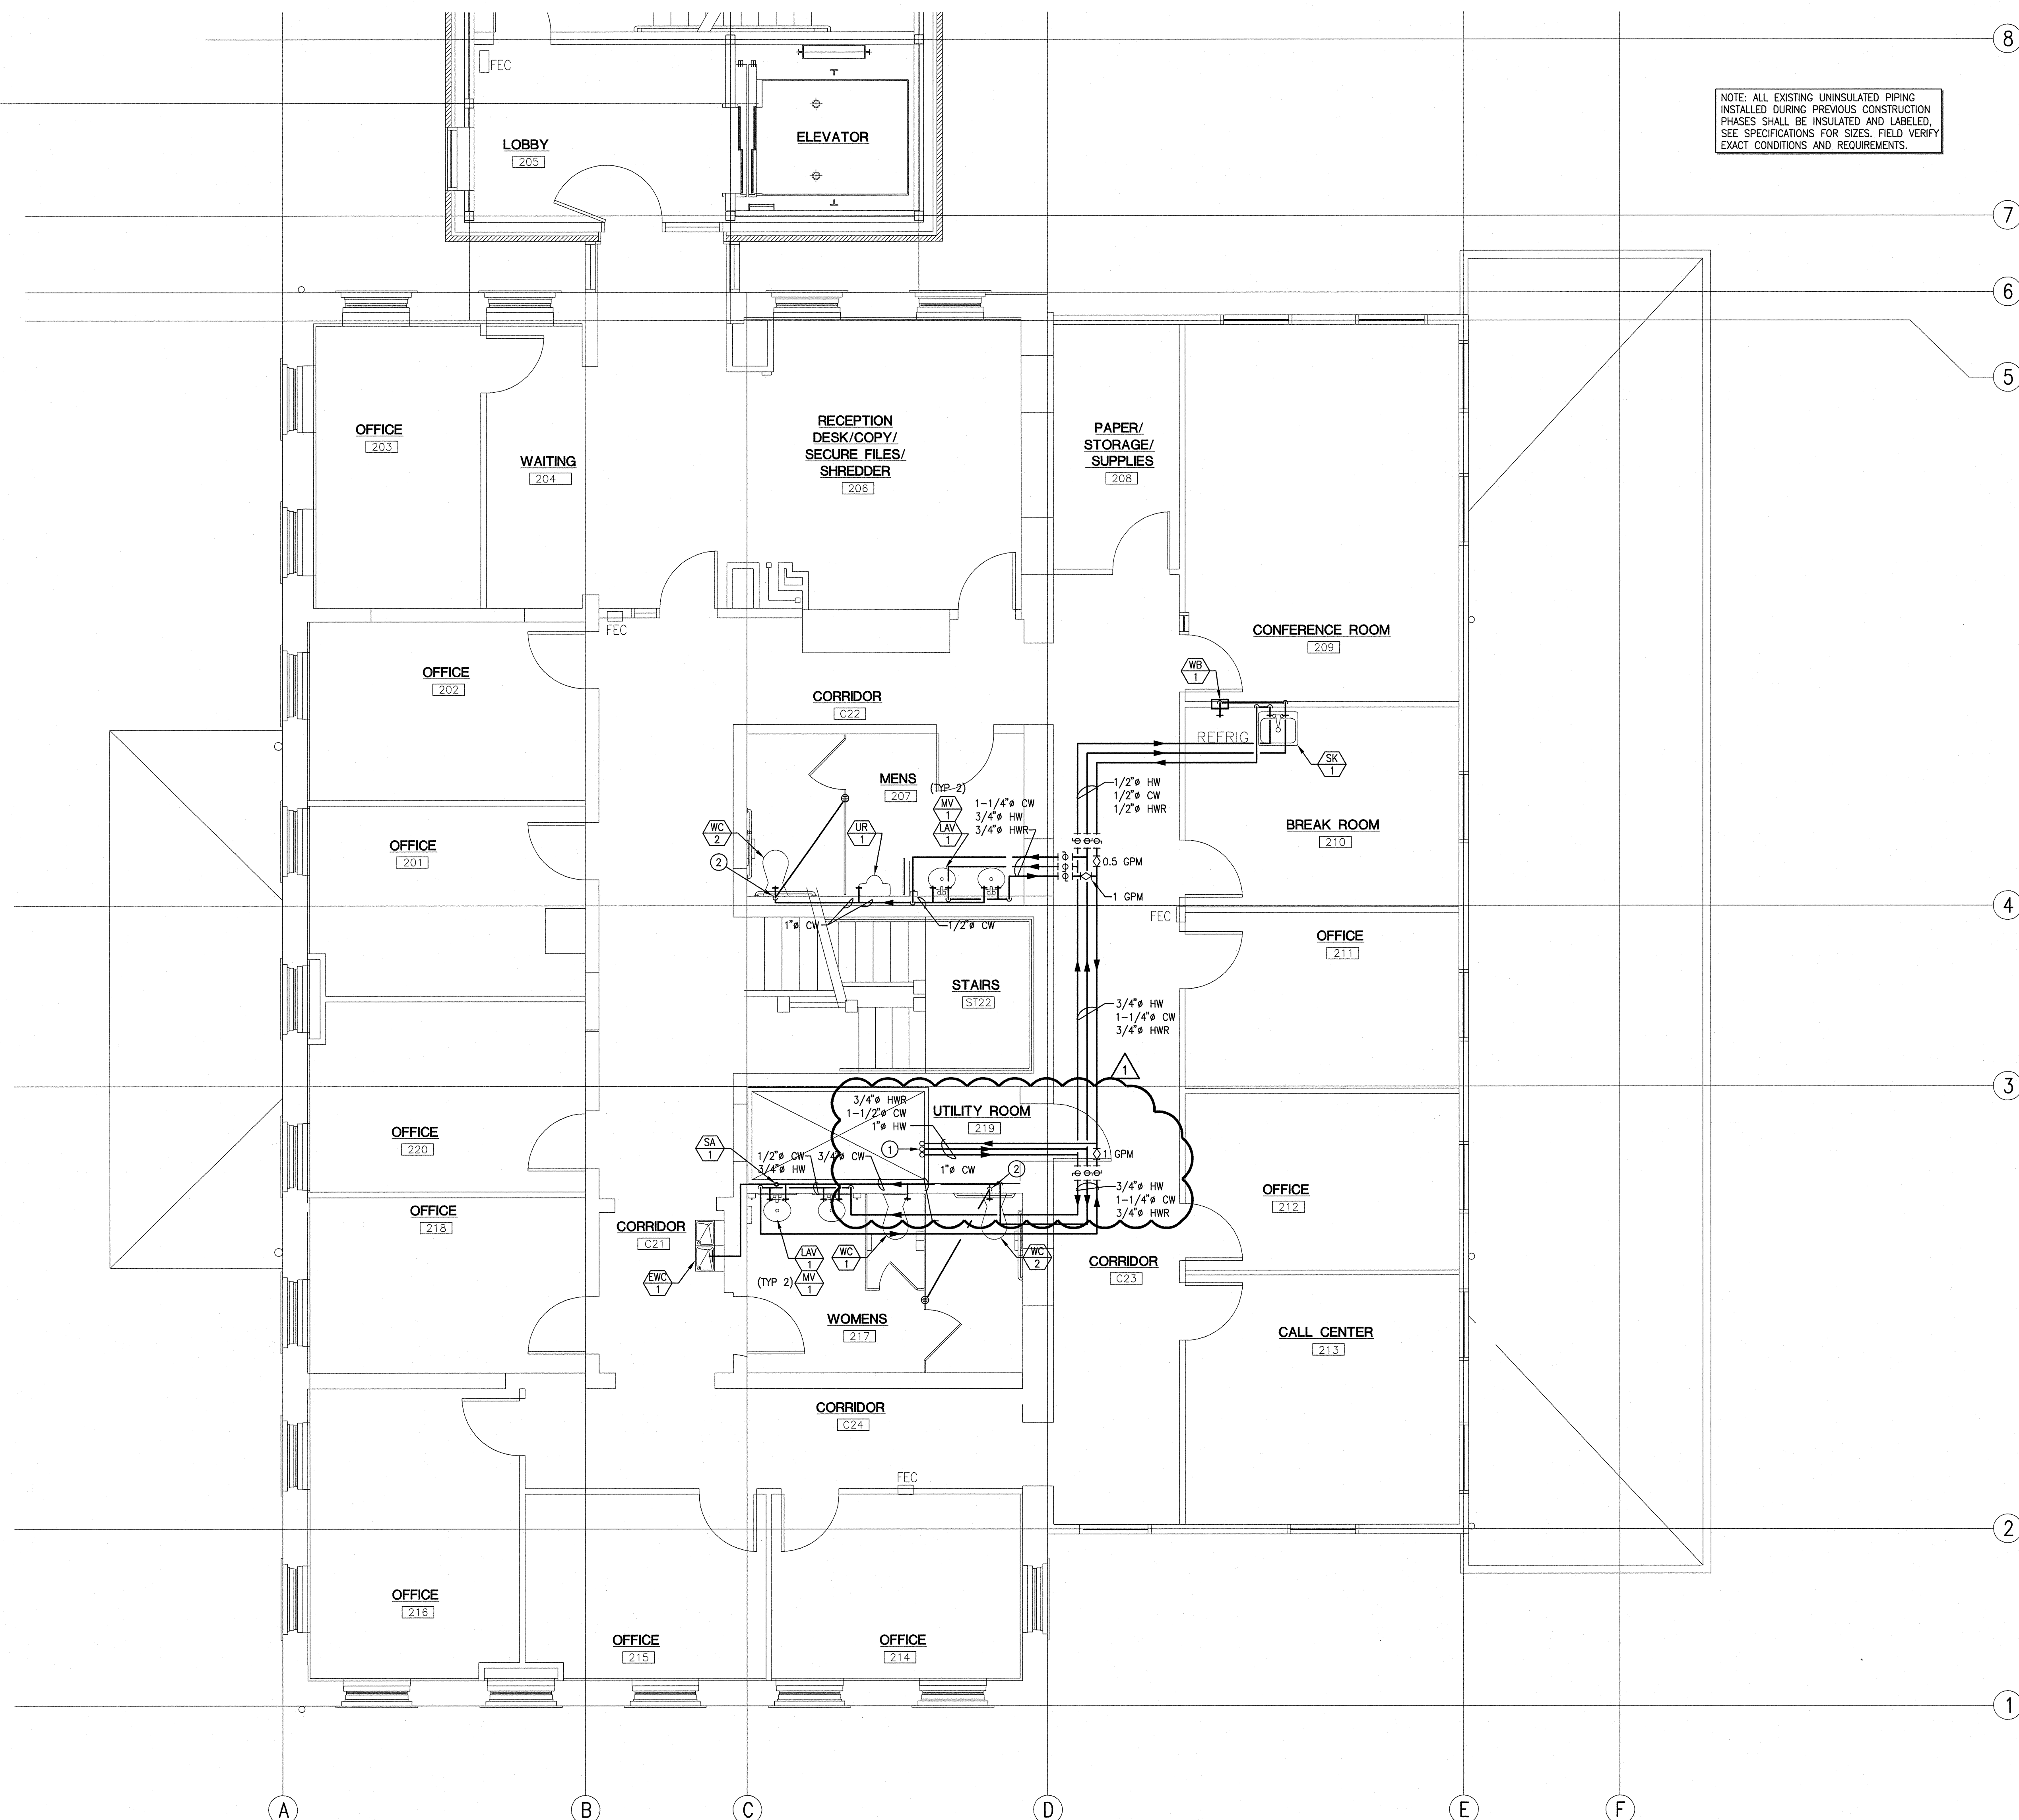 8
FEC
NOTE: ALL EXISTING UNINSULATED PIPING
INSTALLED DURING PREVIOUS CONSTRUCTION
PHASES SHALL BE INSULATED AND LABELED,
SEE SPECIFICATIONS FOR SIZES. FIELD VERIFY
EXACT CONDITIONS AND REQUIREMENTS.
LOBBY
205
ELEVATOR
7
6
5
OFFICE
203
WAITING
204
RECEPTION
DESK/COPY/
SECURE FILES/
SHREDDER
206
PAPER/
STORAGE/
SUPPLIES
208
FEC
CONFERENCE ROOM
209
OFFICE
202
CORRIDOR
C22
WB
1
REFRIG
SK
1
MENS
207
(TYP 2)
MV
1
LAV
1
1-1/4"ø CW
3/4"ø HW
3/4"ø HWR
1/2"ø HW
1/2"ø CW
1/2"ø HWR
WC
2
UR
1
2
BREAK ROOM
210
OFFICE
201
0.5 GPM
1 GPM
1"ø CW
1/2"ø CW
FEC
4
OFFICE
211
STAIRS
ST22
3/4"ø HW
1-1/4"ø CW
3/4"ø HWR
1
3
3/4"ø HWR
1-1/2"ø CW
1"ø HW
UTILITY ROOM
219
OFFICE
220
SA
1
1
1/2"ø CW
3/4"ø HW
3/4"ø CW
1"ø CW
2
1 GPM
3/4"ø HW
1-1/4"ø CW
3/4"ø HWR
OFFICE
212
OFFICE
218
CORRIDOR
C21
EWC
1
LAV
1
(TYP 2)
MV
1
WC
1
WC
2
CORRIDOR
C23
WOMENS
217
CALL CENTER
213
CORRIDOR
C24
FEC
2
OFFICE
216
OFFICE
215
OFFICE
214
1
A
B
C
D
E
F